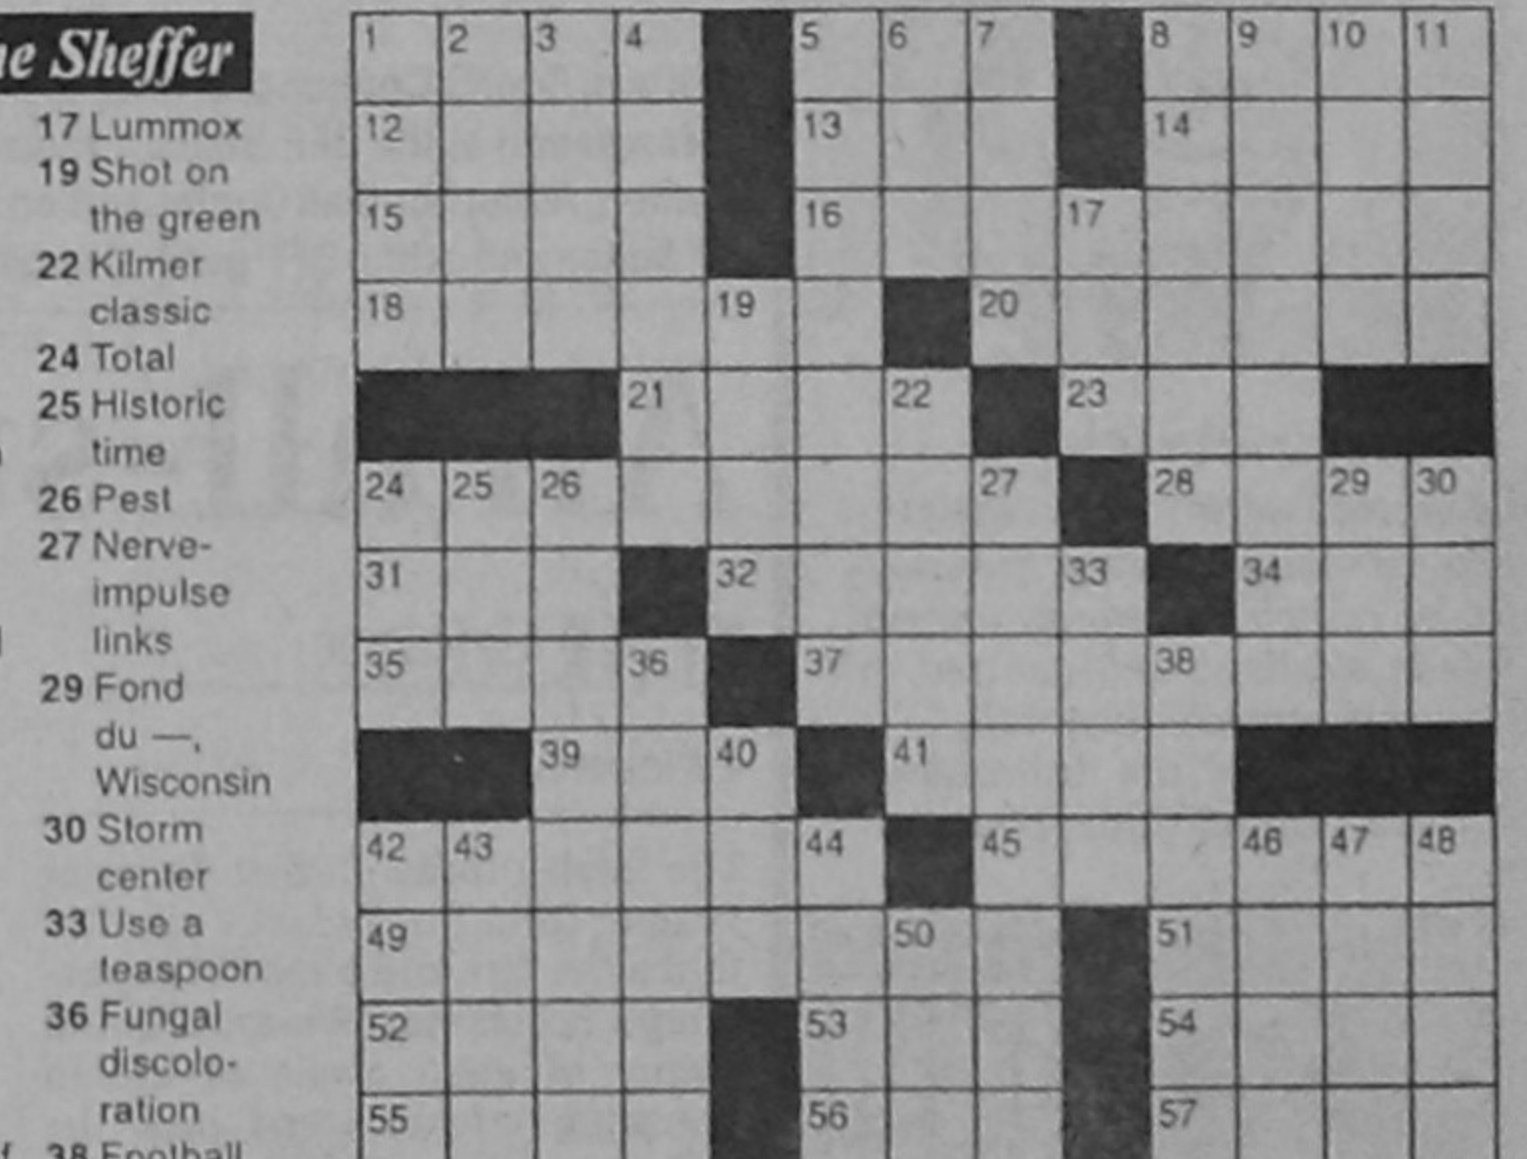 ne Sheffer
17 Lummox
19 Shot on
the green
22 Kilmer
classic
24 Total
25 Historic
time
26 Pest
27 Nerve-
impulse
links
29 Fond
du —,
Wisconsin
30 Storm
center
33 Use a
teaspoon
36 Fungal
discolo-
ration
38 Football
1 2 3 4 5 6 7 8 9 10 11
12 13 14
15 16 17
18 19 20
21 22 23
24 25 26 27 28 29 30
31 32 33 34
35 36 37 38
39 40 41
42 43 44 45 46 47 48
49 50 51
52 53 54
55 56 57